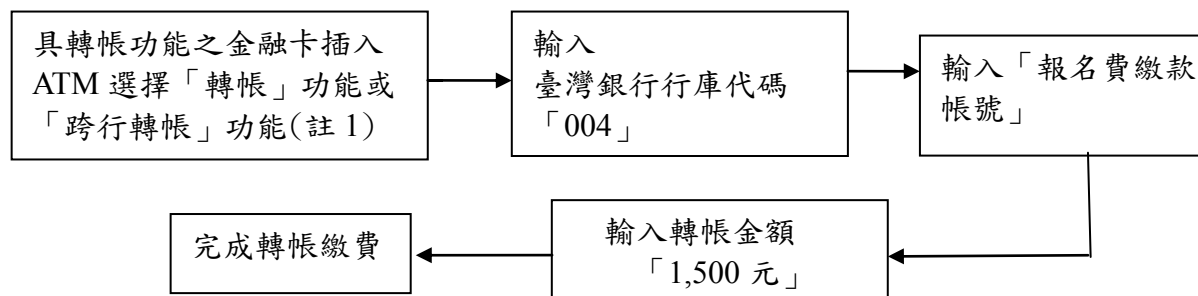 具轉帳功能之金融卡插入
ATM 選擇「轉帳」功能或
「跨行轉帳」功能(註 1)
輸入
臺灣銀行行庫代碼
「004」
輸入「報名費繳款
帳號」
輸入轉帳金額
「1,500 元」
完成轉帳繳費